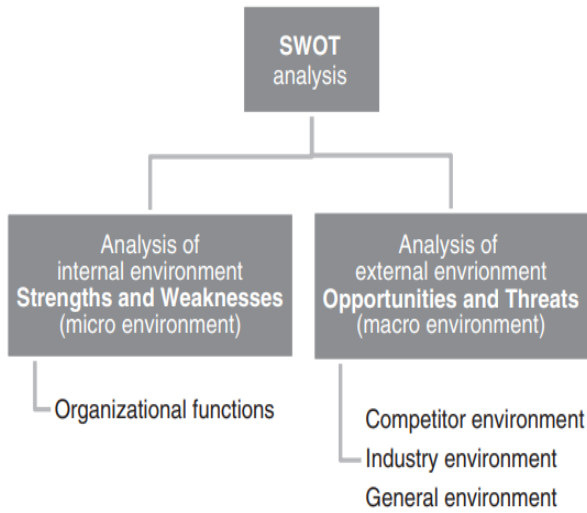 SWOT
analysis
Analysis of
internal environment
Strengths and Weaknesses
(micro environment)
Analysis of
external envrionment
Opportunities and Threats
(macro environment)
Organizational functions
Competitor environment
Industry environment
General environment